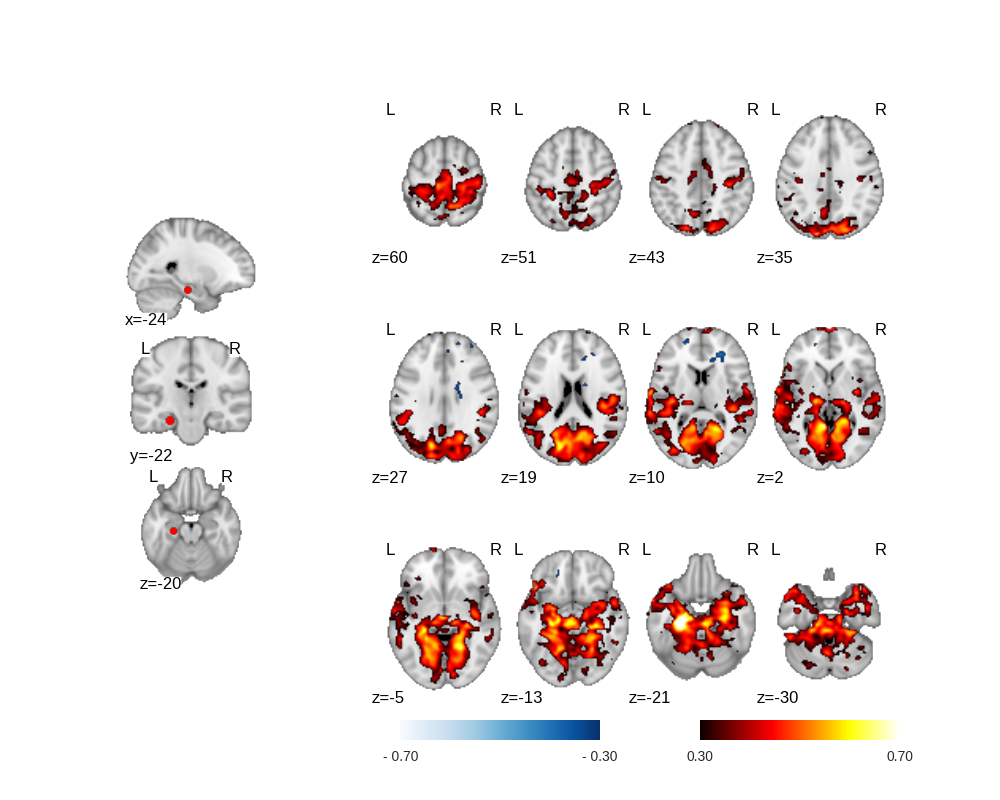 L R L R L R L R
z=60 z=51 z=43 z=35
x=-24
L R
y=-22
L R
z=-20
L R L R L R L R
z=27 z=19 z=10 z=2
L R L R L R L R
z=-5 z=-13 z=-21 z=-30
- 0.70 - 0.30 0.30 0.70